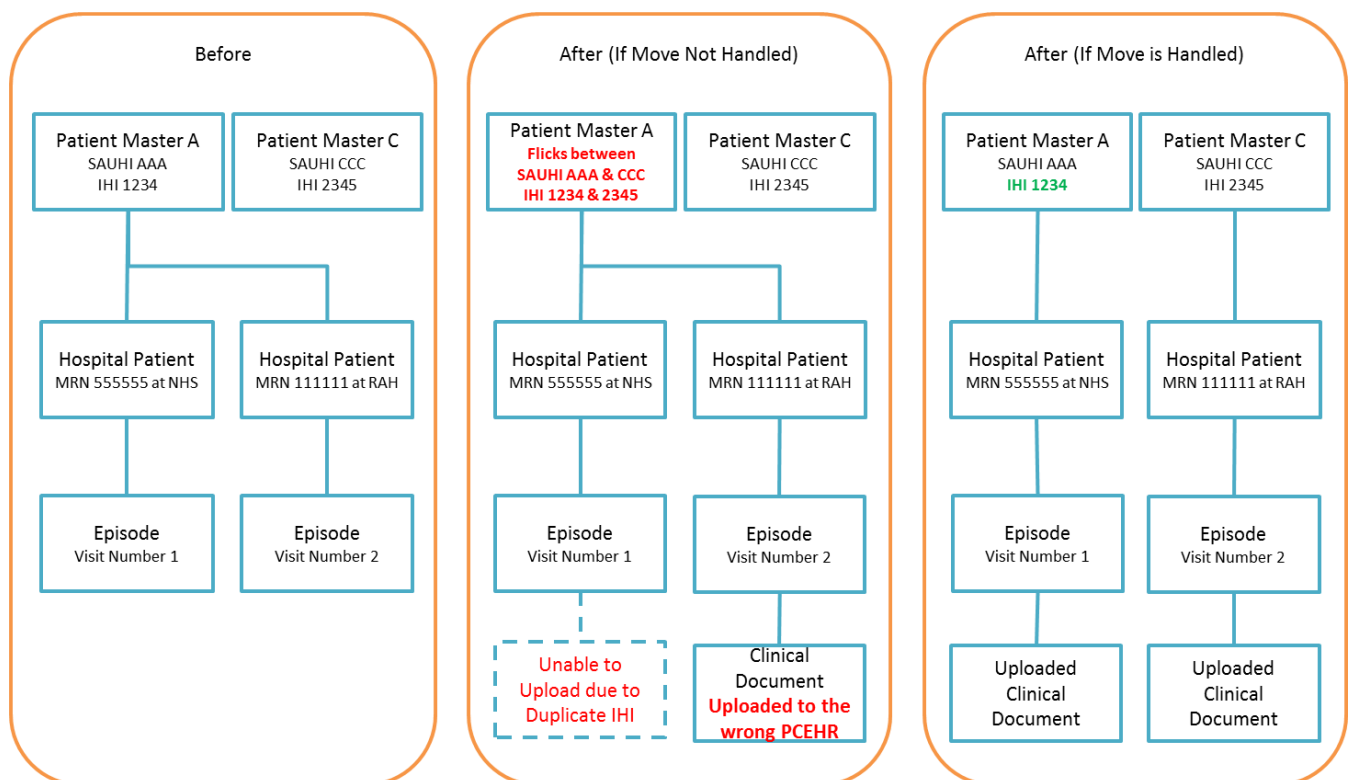 Before
Patient Master A
SAUHI AAA
IHI 1234
Patient Master C
SAUHI CCC
IHI 2345
Hospital Patient
MRN 555555 at NHS
Hospital Patient
MRN 111111 at RAH
Episode
Visit Number 1
Episode
Visit Number 2
After (If Move Not Handled)
Patient Master A
Flicks between
SAUHI AAA & CCC
IHI 1234 & 2345
Patient Master C
SAUHI CCC
IHI 2345
Hospital Patient
MRN 555555 at NHS
Hospital Patient
MRN 111111 at RAH
Episode
Visit Number 1
Episode
Visit Number 2
Unable to
Upload due to
Duplicate IHI
Clinical
Document
Uploaded to the
wrong PCEHR
After (If Move is Handled)
Patient Master A
SAUHI AAA
IHI 1234
Patient Master C
SAUHI CCC
IHI 2345
Hospital Patient
MRN 555555 at NHS
Hospital Patient
MRN 111111 at RAH
Episode
Visit Number 1
Episode
Visit Number 2
Uploaded
Clinical
Document
Uploaded
Clinical
Document